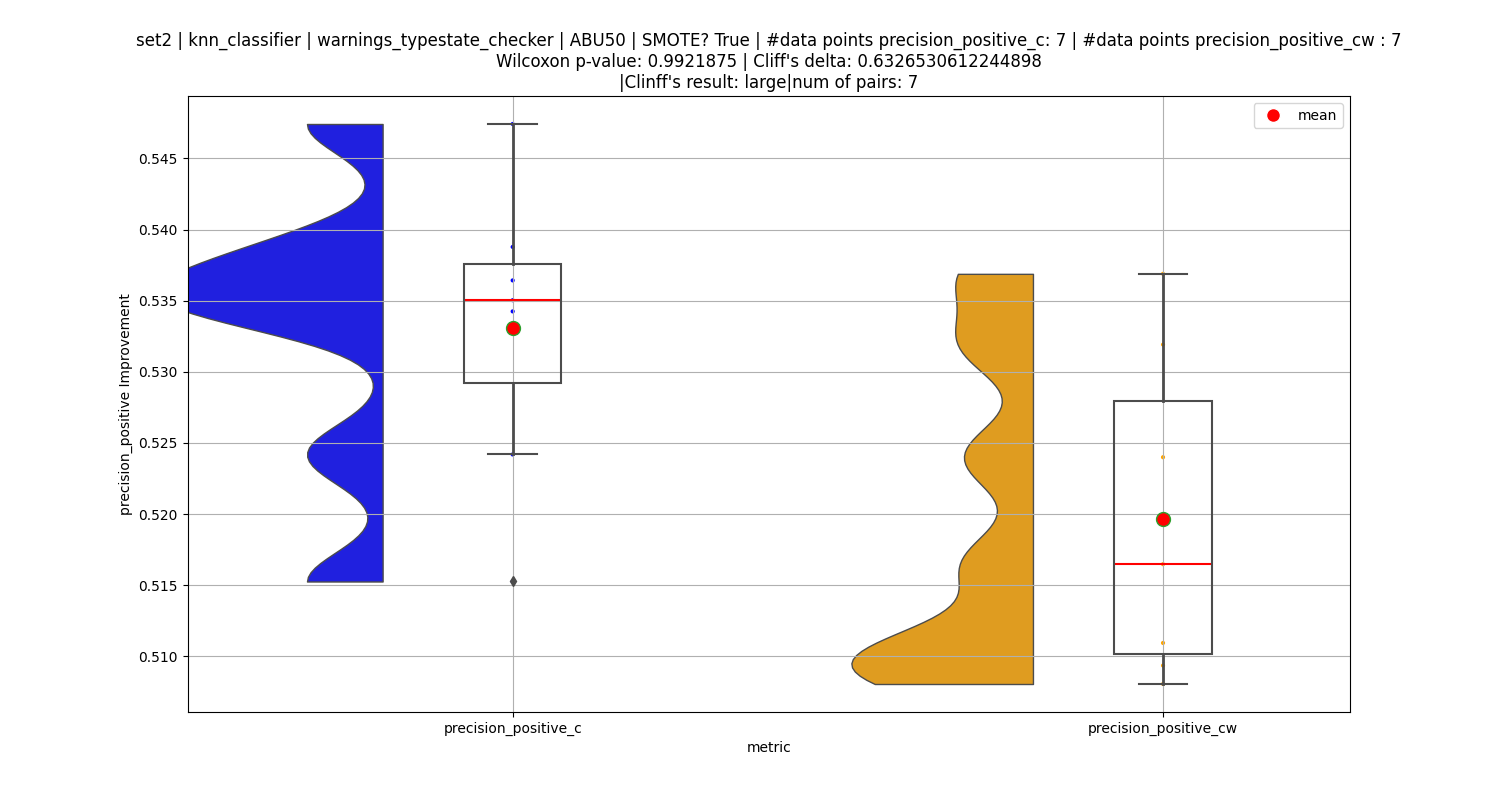 set2 | knn_classifier | warnings_typestate_checker | ABU50 | SMOTE? True | #data points precision_positive_c: 7 | #data points precision_positive_cw : 7
Wilcoxon p-value: 0.9921875 | Cliff's delta: 0.6326530612244898
|Clinff's result: large|num of pairs: 7
mean
0.545
0.540
0.535
0.530
0.525
0.520
0.515
0.510
precision_positive Improvement
precision_positive_c
precision_positive_cw
metric